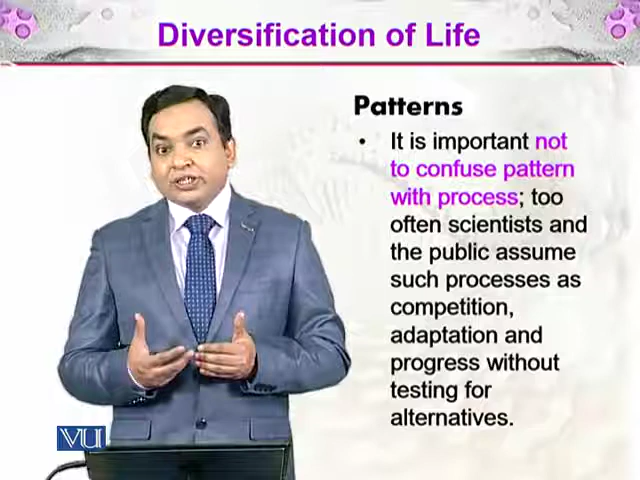 Diversification of Life
Patterns
• It is important not
to confuse pattern
with process; too
often scientists and
the public assume
such processes as
competition,
adaptation and
progress without
testing for
alternatives.
VU